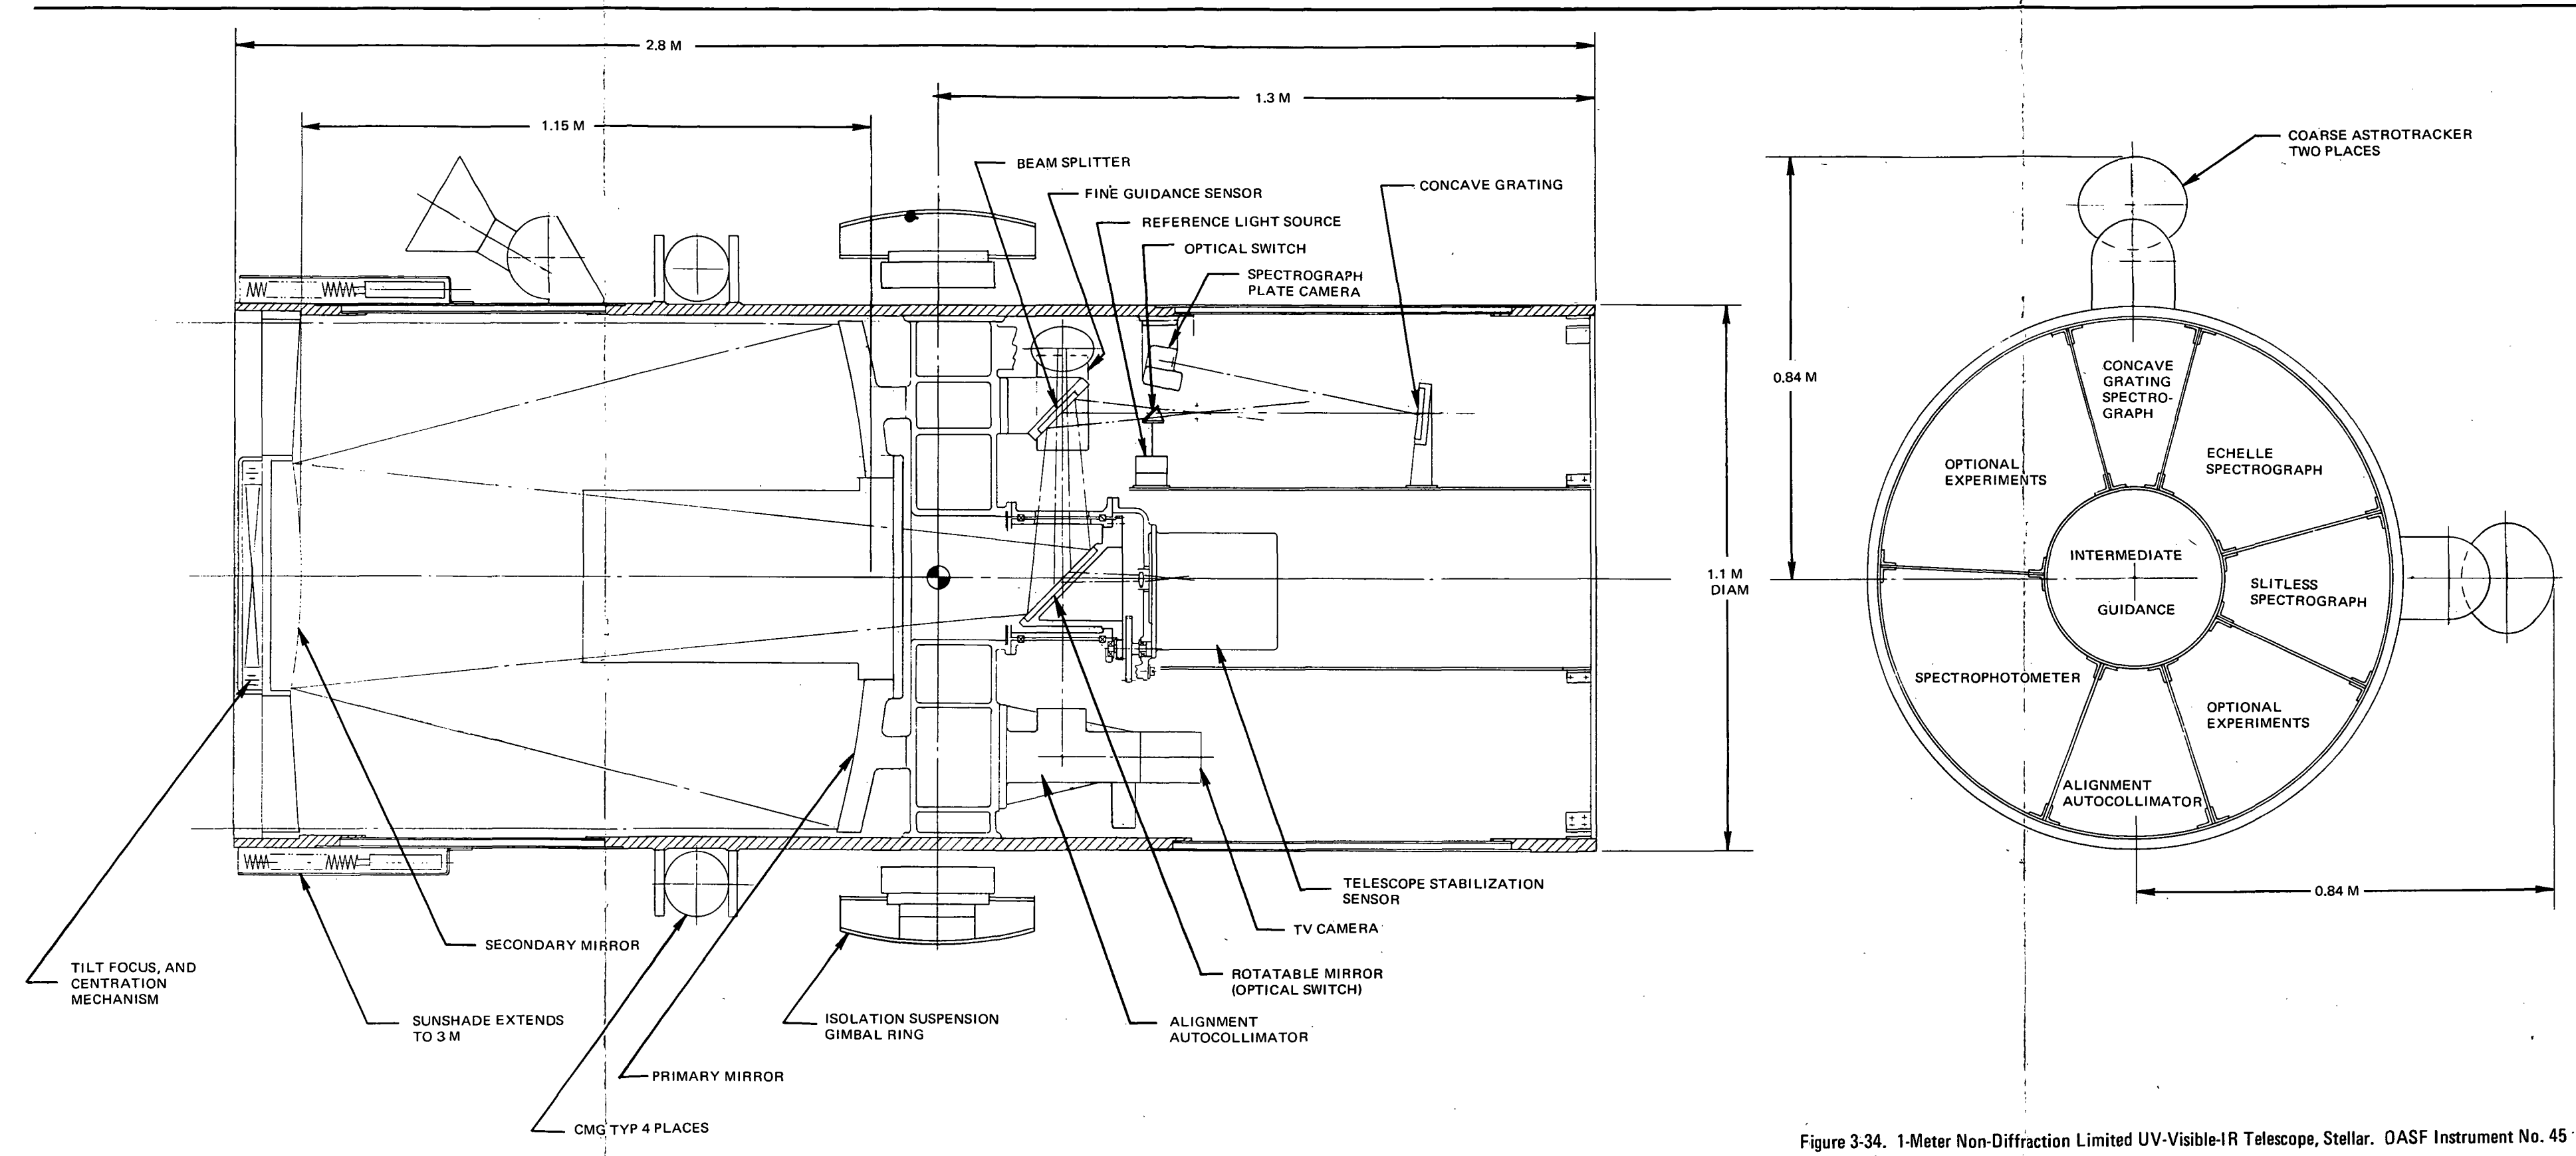 2.8 M
1.3 M
1.15 M
BEAM SPLITTER
FINE GUIDANCE SENSOR
REFERENCE LIGHT SOURCE
OPTICAL SWITCH
SPECTROGRAPH
PLATE CAMERA
CONCAVE GRATING
COARSE ASTROTRACKER
TWO PLACES
0.84 M
1.1 M
DIAM
CONCAVE
GRATING
SPECTRO-
GRAPH
ECHELLE
SPECTROGRAPH
OPTIONAL
EXPERIMENTS
INTERMEDIATE
GUIDANCE
SLITLESS
SPECTROGRAPH
SPECTROPHOTOMETER
OPTIONAL
EXPERIMENTS
ALIGNMENT
AUTOCOLLIMATOR
0.84 M
TELESCOPE STABILIZATION
SENSOR
TV CAMERA
ROTATABLE MIRROR
(OPTICAL SWITCH)
ALIGNMENT
AUTOCOLLIMATOR
SECONDARY MIRROR
TILT FOCUS, AND
CENTRATION
MECHANISM
SUNSHADE EXTENDS
TO 3 M
ISOLATION SUSPENSION
GIMBAL RING
PRIMARY MIRROR
CMG TYP 4 PLACES
Figure 3-34. 1-Meter Non-Diffraction Limited UV-Visible-IR Telescope, Stellar. OASF Instrument No. 45